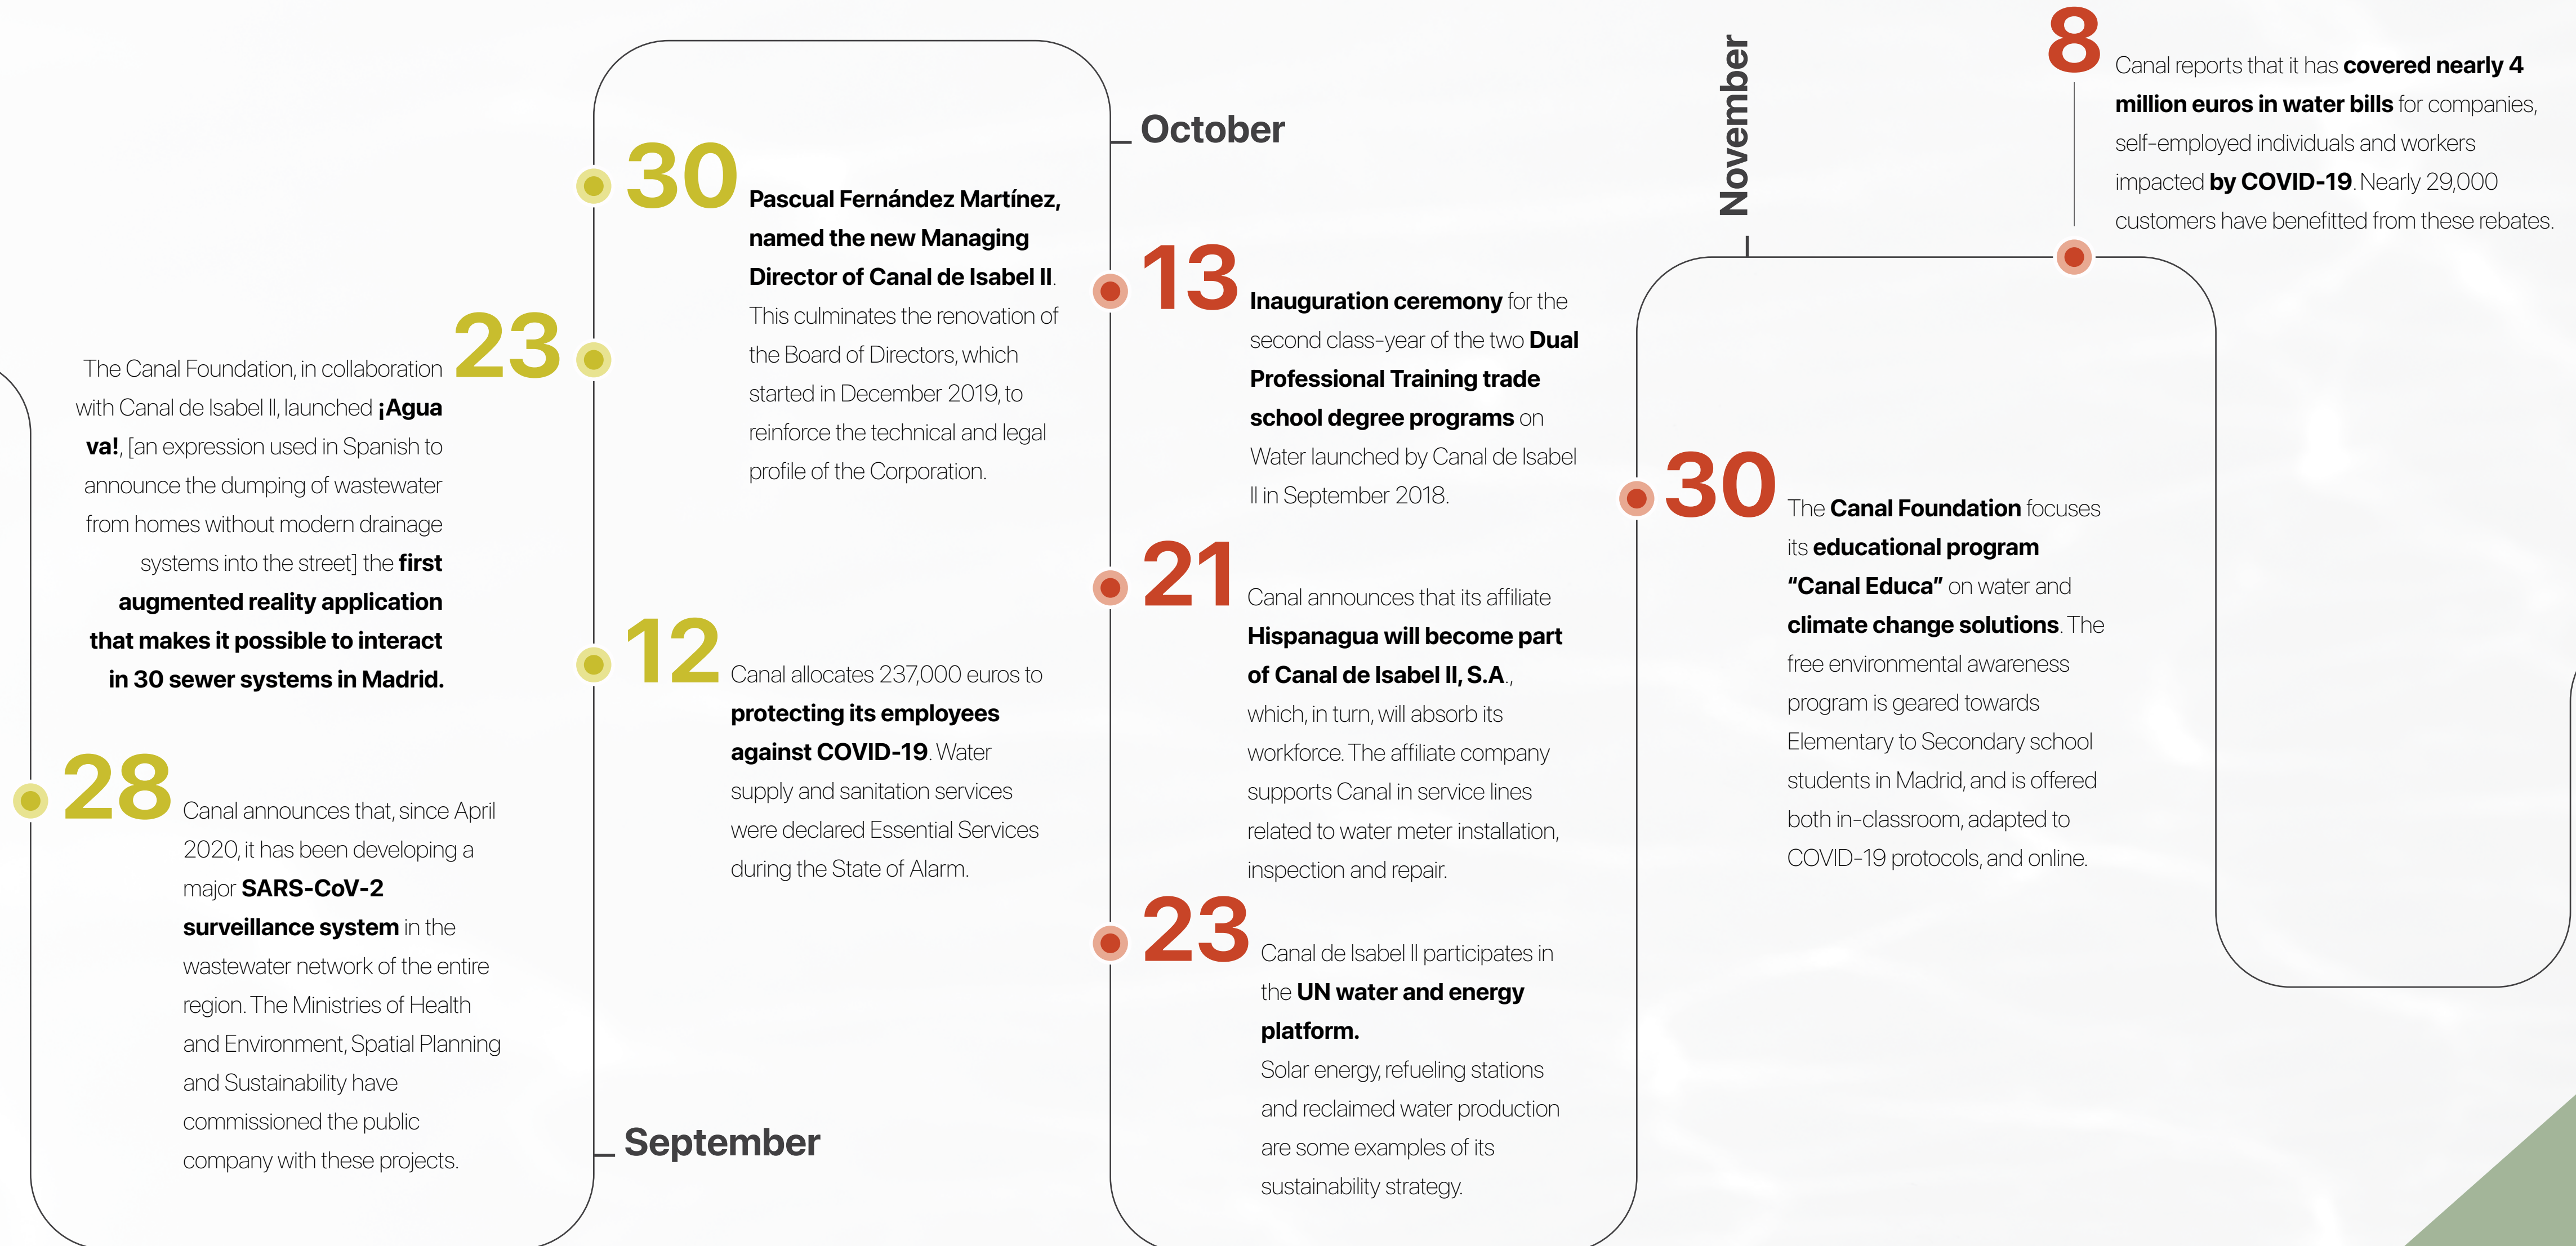 28
Canal announces that, since April
2020, it has been developing a
major SARS-CoV-2
surveillance system in the
wastewater network of the entire
region. The Ministries of Health
and Environment, Spatial Planning
and Sustainability have
commissioned the public
company with these projects.
September
12
Canal allocates 237,000 euros to
protecting its employees
against COVID-19. Water
supply and sanitation services
were declared Essential Services
during the State of Alarm.
23
The Canal Foundation, in collaboration
with Canal de Isabel II, launched ¡Agua
va!, [an expression used in Spanish to
announce the dumping of wastewater
from homes without modern drainage
systems into the street] the first
augmented reality application
that makes it possible to interact
in 30 sewer systems in Madrid.
30
Pascual Fernández Martínez,
named the new Managing
Director of Canal de Isabel II.
This culminates the renovation of
the Board of Directors, which
started in December 2019, to
reinforce the technical and legal
profile of the Corporation.
October
13
Inauguration ceremony for the
second class-year of the two Dual
Professional Training trade
school degree programs on
Water launched by Canal de Isabel
II in September 2018.
21
Canal announces that its affiliate
Hispanagua will become part
of Canal de Isabel II, S.A.,
which, in turn, will absorb its
workforce. The affiliate company
supports Canal in service lines
related to water meter installation,
inspection and repair.
23
Canal de Isabel II participates in
the UN water and energy
platform.
Solar energy, refueling stations
and reclaimed water production
are some examples of its
sustainability strategy.
30
The Canal Foundation focuses
its educational program
“Canal Educa” on water and
climate change solutions. The
free environmental awareness
program is geared towards
Elementary to Secondary school
students in Madrid, and is offered
both in-classroom, adapted to
COVID-19 protocols, and online.
November
8
Canal reports that it has covered nearly 4
million euros in water bills for companies,
self-employed individuals and workers
impacted by COVID-19. Nearly 29,000
customers have benefitted from these rebates.